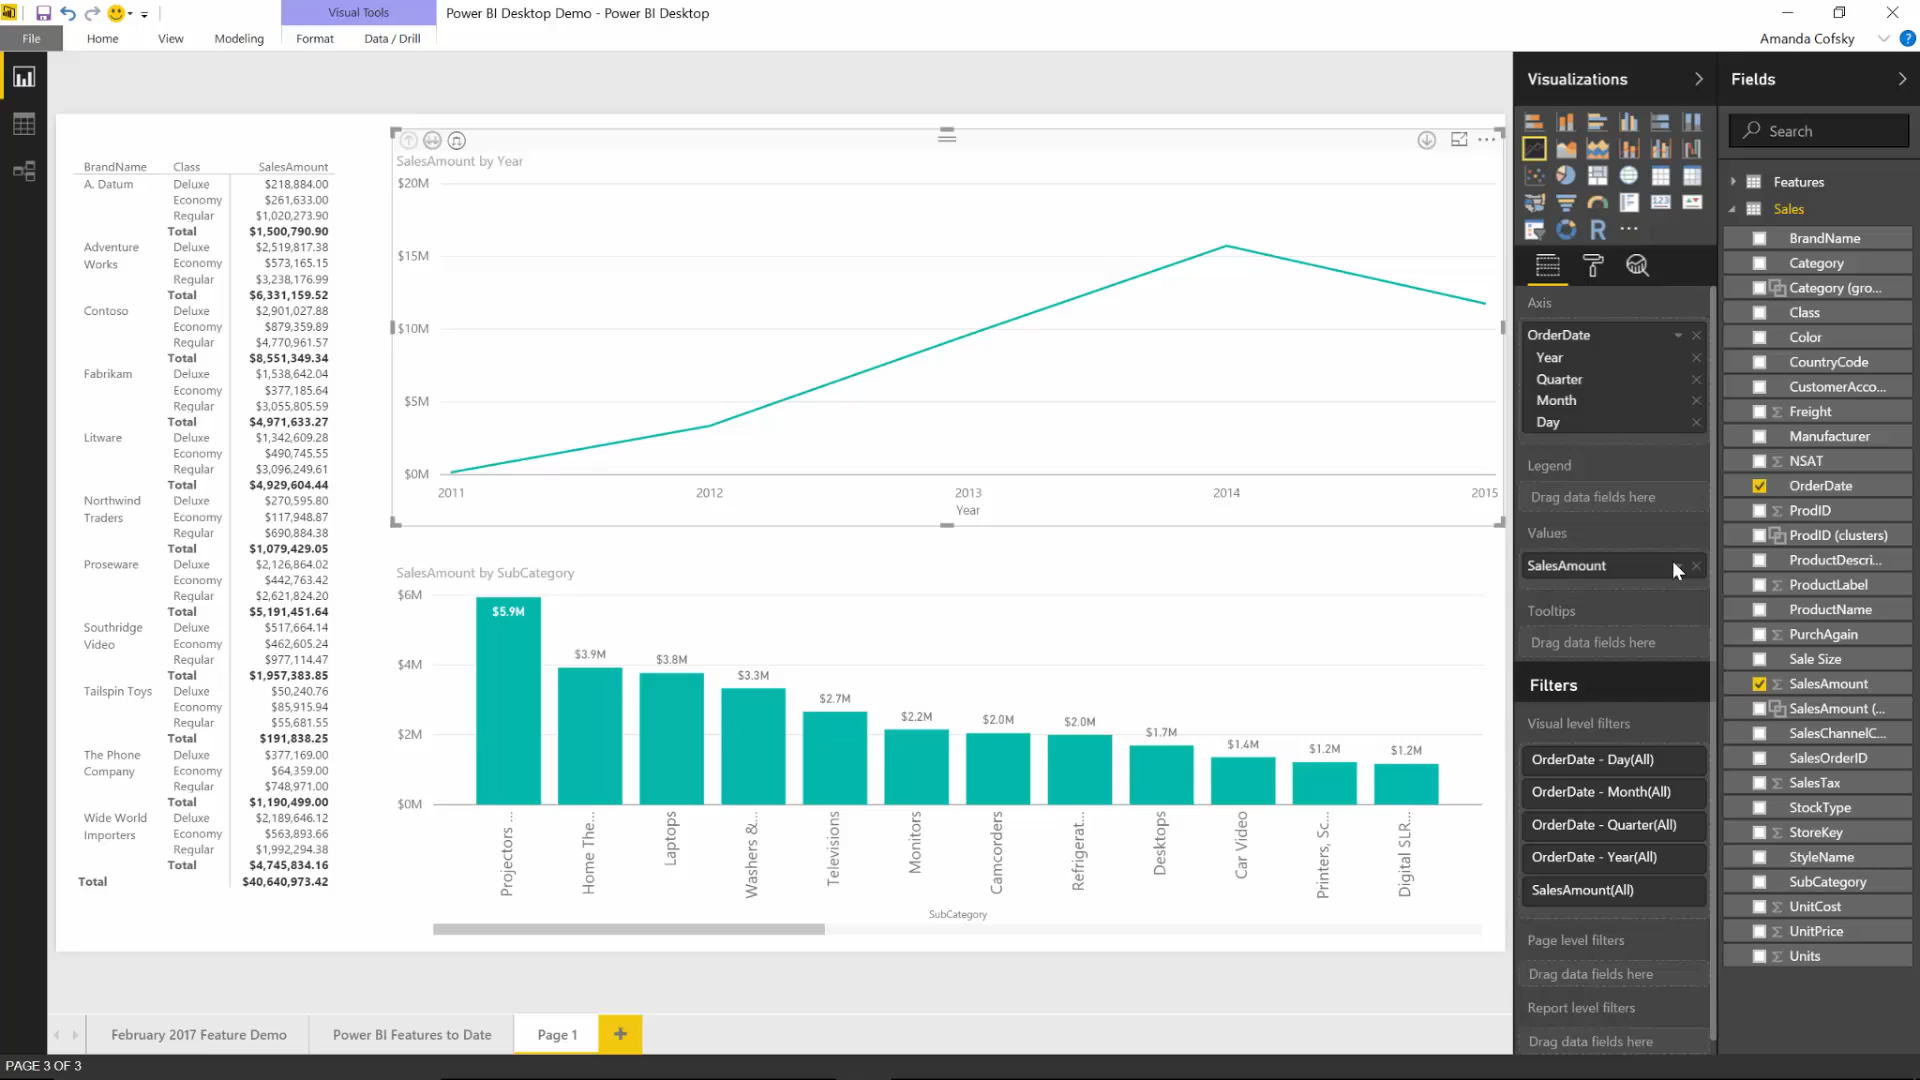 Visual Tools
Power BI Desktop Demo - Power BI Desktop
File Home View Modeling Format Data / Drill
Amanda Cofsky
?
BrandName Class SalesAmount
A. Datum Deluxe $218,884.00
Economy $261,633.00
Regular $1,020,273.90
Total $1,500,790.90
Adventure Deluxe $2,519,817.38
Works Economy $573,165.15
Regular $3,238,176.99
Total $6,331,159.52
Contoso Deluxe $2,901,027.88
Economy $879,359.89
Regular $4,770,961.57
Total $8,551,349.34
Fabrikam Deluxe $1,538,642.04
Economy $377,185.64
Regular $3,055,805.59
Total $4,971,633.27
Litware Deluxe $1,342,609.28
Economy $490,745.55
Regular $3,096,249.61
Total $4,929,604.44
Northwind Deluxe $270,595.80
Traders Economy $117,948.87
Regular $690,884.38
Total $1,079,429.05
Proseware Deluxe $2,126,864.02
Economy $442,763.42
Regular $2,621,824.20
Total $5,191,451.64
Southridge Deluxe $517,664.14
Video Economy $462,605.24
Regular $977,114.47
Total $1,957,383.85
Tailspin Toys Deluxe $50,240.76
Economy $85,915.94
Regular $55,681.55
Total $191,838.25
The Phone Deluxe $377,169.00
Company Economy $64,359.00
Regular $748,971.00
Total $1,190,499.00
Wide World Deluxe $2,189,646.12
Importers Economy $563,893.66
Regular $1,992,294.38
Total $4,745,834.16
Total $40,640,973.42
SalesAmount by Year
$20M
$15M
$10M
$5M
$0M
2011 2012 2013 2014 2015
Year
SalesAmount by SubCategory
$6M
$4M
$2M
$0M
$5.9M
$3.9M
$3.8M
$3.3M
$2.7M
$2.2M
$2.0M
$2.0M
$1.7M
$1.4M
$1.2M
$1.2M
Projectors ...
Home The...
Laptops
Washers &...
Televisions
Monitors
Camcorders
Refrigerat...
Desktops
Car Video
Printers, Sc...
Digital SLR...
SubCategory
Visualizations
R
Axis
OrderDate
Year
Quarter
Month
Day
Legend
Drag data fields here
Values
SalesAmount
Tooltips
Drag data fields here
Filters
Visual level filters
OrderDate - Day(All)
OrderDate - Month(All)
OrderDate - Quarter(All)
OrderDate - Year(All)
SalesAmount(All)
Page level filters
Drag data fields here
Report level filters
Drag data fields here
Fields
Search
Features
Sales
BrandName
Category
Category (gro...
Class
Color
CountryCode
CustomerAcco...
Σ Freight
Manufacturer
Σ NSAT
OrderDate
Σ ProdID
ProdID (clusters)
ProductDescri...
Σ ProductLabel
ProductName
Σ PurchAgain
Sale Size
Σ SalesAmount
SalesAmount (...
SalesChannelC...
SalesOrderID
Σ SalesTax
StockType
Σ StoreKey
StyleName
SubCategory
Σ UnitCost
Σ UnitPrice
Σ Units
February 2017 Feature Demo Power BI Features to Date Page 1 +
PAGE 3 OF 3